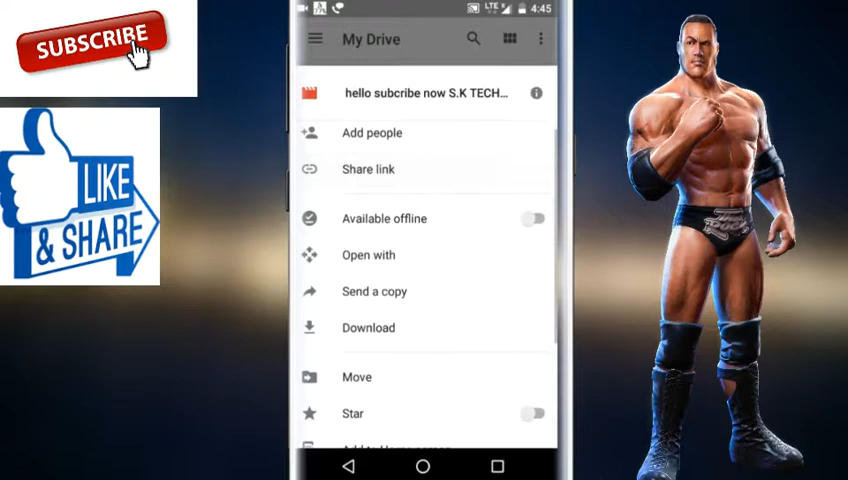 SUBSCRIBE
LIKE
& SHARE
LTE 4:45
My Drive
hello subcribe now S.K TECH...
Add people
Share link
Available offline
Open with
Send a copy
Download
Move
Star